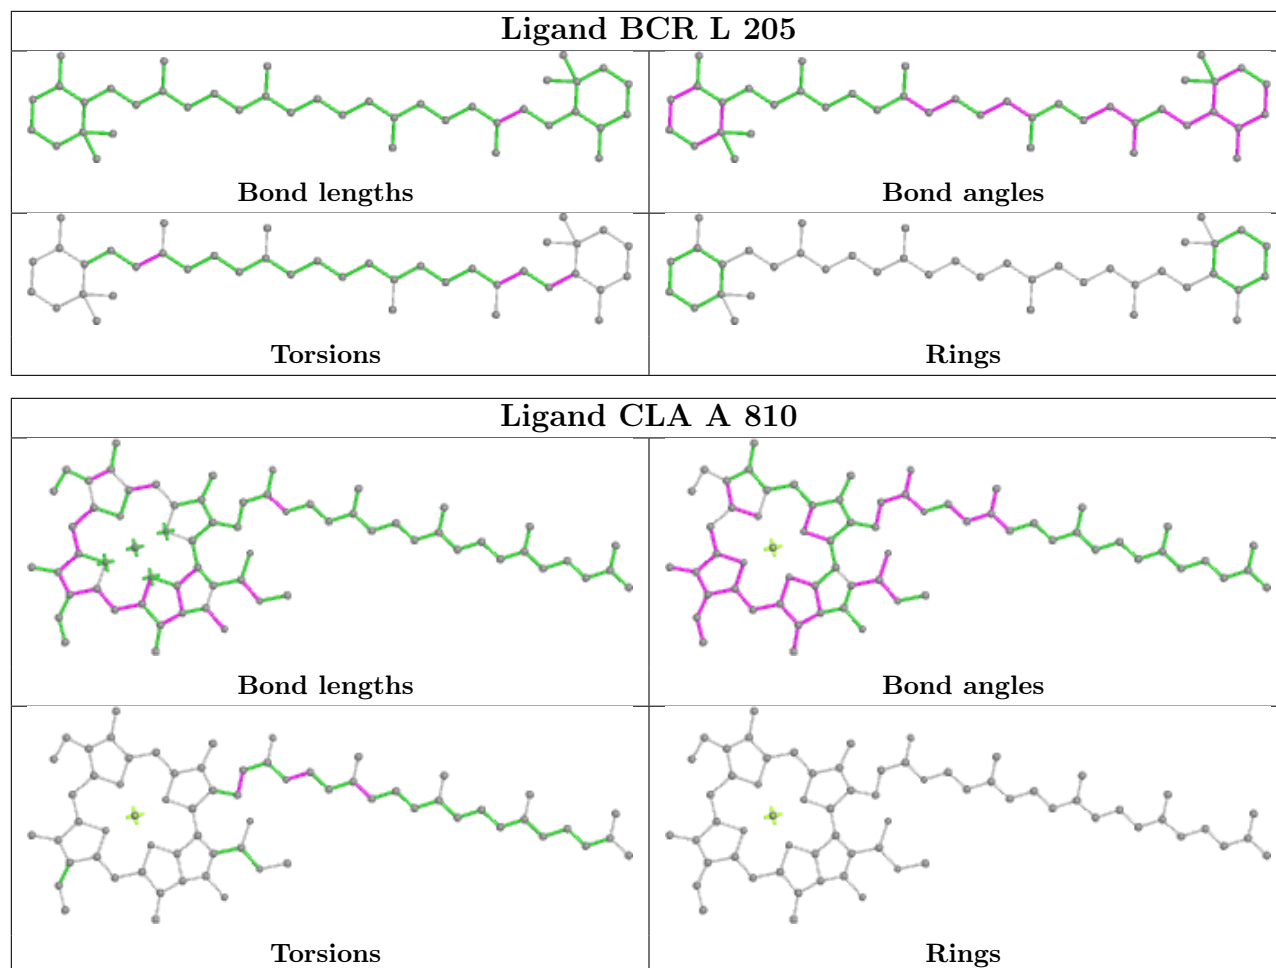 Ligand BCR L 205
Bond lengths
Bond angles
Torsions
Rings
Ligand CLA A 810
Bond lengths
Bond angles
Torsions
Rings